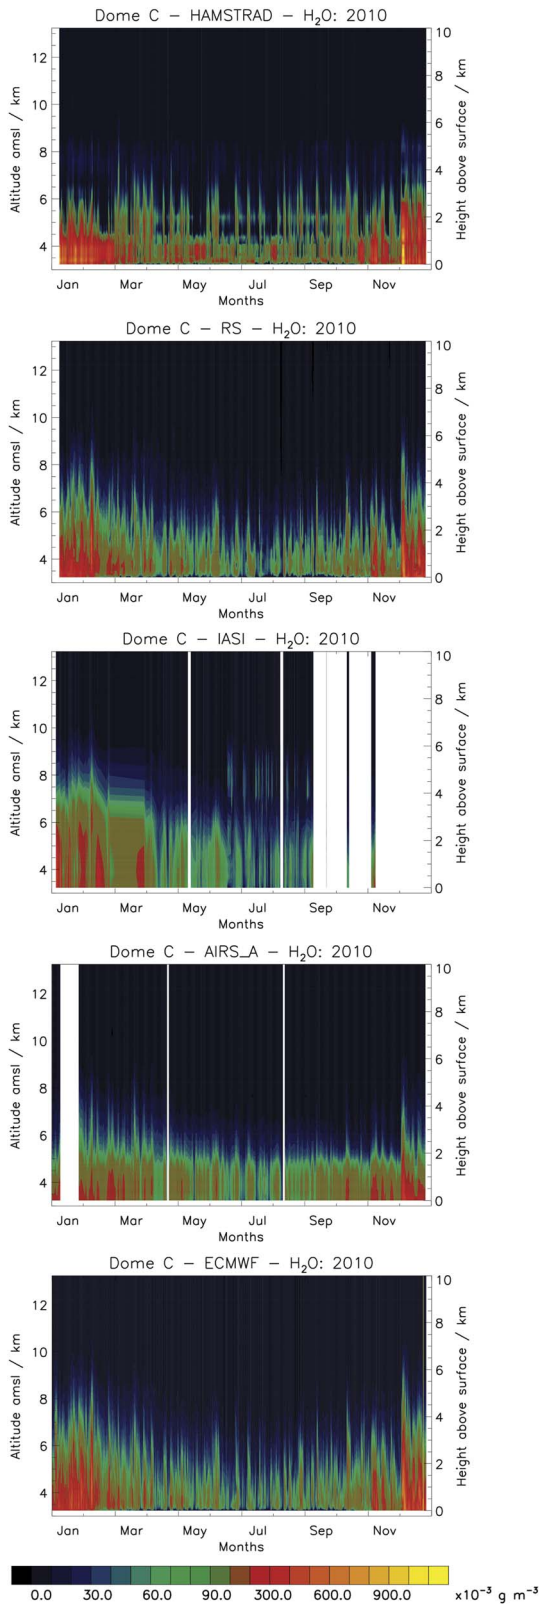 Dome C – HAMSTRAD – H₂O: 2010
12
10
8
6
4
Altitude amsl / km
10
8
6
4
2
0
Height above surface / km
Jan Mar May Jul Sep Nov
Months
Dome C – RS – H₂O: 2010
12
10
8
6
4
Altitude amsl / km
10
8
6
4
2
0
Height above surface / km
Jan Mar May Jul Sep Nov
Months
Dome C – IASI – H₂O: 2010
12
10
8
6
4
Altitude amsl / km
10
8
6
4
2
0
Height above surface / km
Jan Mar May Jul Sep Nov
Months
Dome C – AIRS_A – H₂O: 2010
12
10
8
6
4
Altitude amsl / km
10
8
6
4
2
0
Height above surface / km
Jan Mar May Jul Sep Nov
Months
Dome C – ECMWF – H₂O: 2010
12
10
8
6
4
Altitude amsl / km
10
8
6
4
2
0
Height above surface / km
Jan Mar May Jul Sep Nov
Months
0.0 30.0 60.0 90.0 300.0 600.0 900.0 x10⁻³ g m⁻³